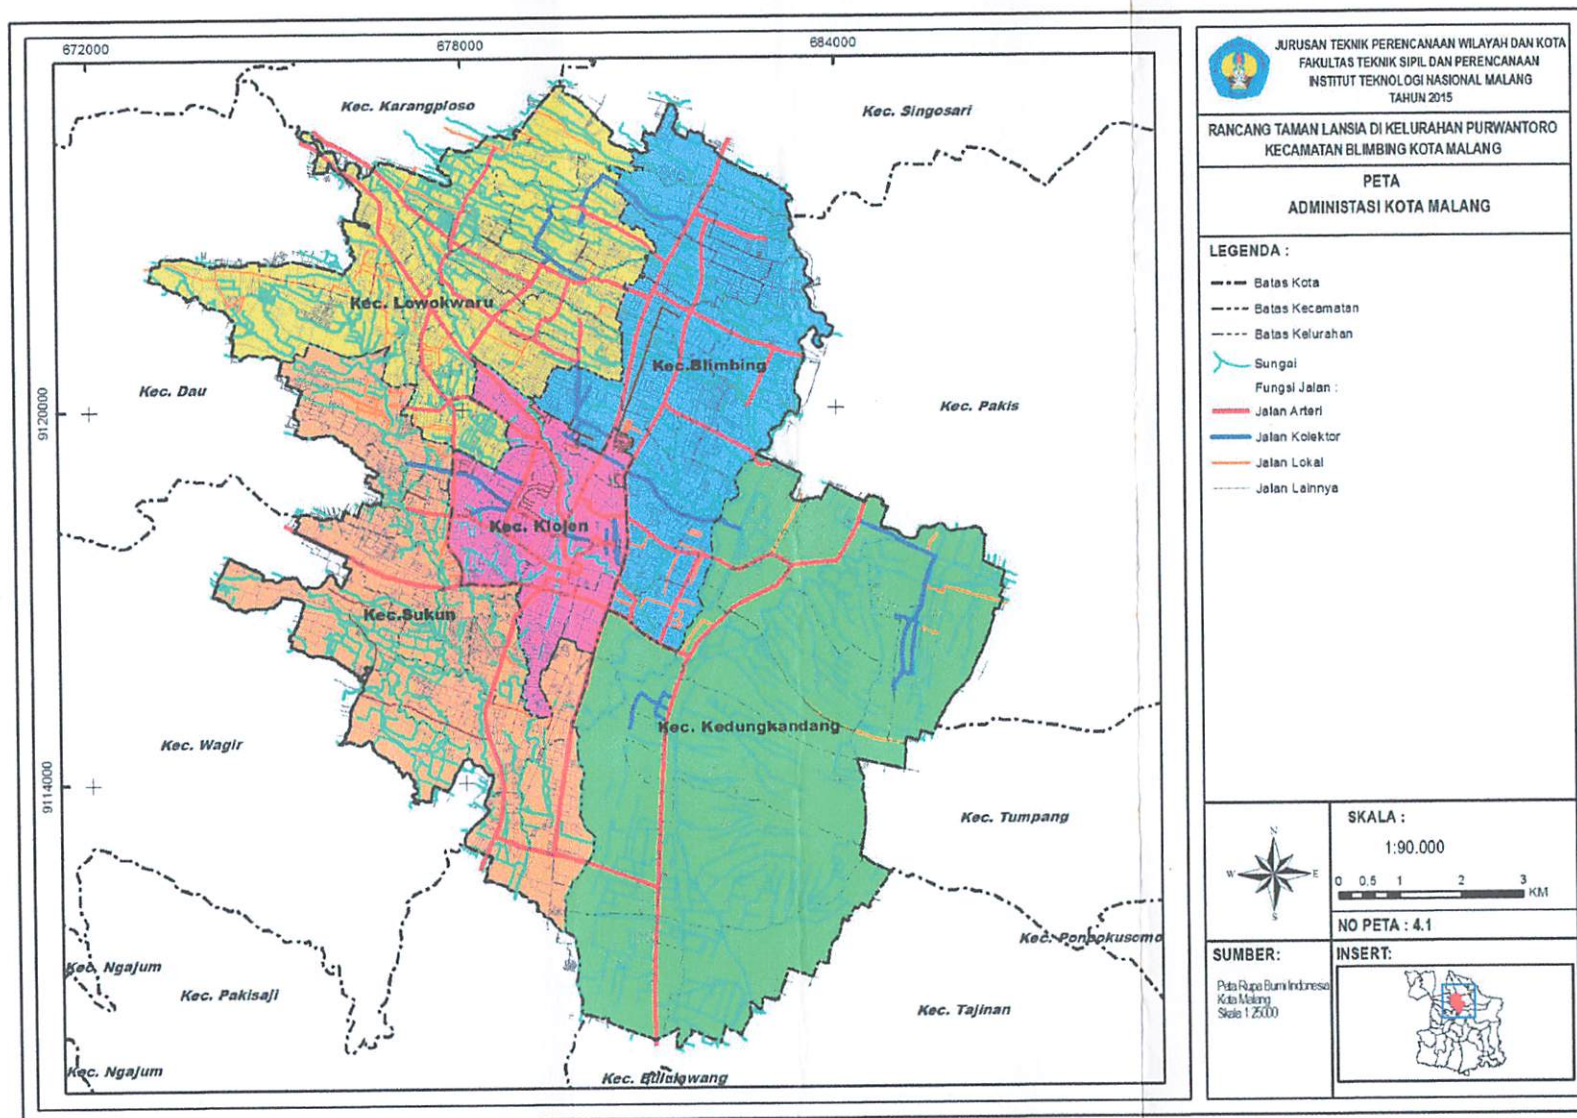 672000
678000
684000
9120000
9114000
Kec. Karangploso
Kec. Singosari
Kec. Lowokwaru
Kec.Blimbing
Kec. Dau
Kec. Pakis
Kec. Klojen
Kec.Sukun
Kec. Kedungkandang
Kec. Wagir
Kec. Tumpang
Kec. Ngajum
Kec. Pakisaji
Kec. Tajinan
Kec. Ngajum
JURUSAN TEKNIK PERENCANAAN WILAYAH DAN KOTA
FAKULTAS TEKNIK SIPIL DAN PERENCANAAN
INSTITUT TEKNOLOGI NASIONAL MALANG
TAHUN 2015
RANCANG TAMAN LANSIA DI KELURAHAN PURWANTORO
KECAMATAN BLIMBING KOTA MALANG
PETA
ADMINISTASI KOTA MALANG
LEGENDA :
Batas Kota
Batas Kecamatan
Batas Kelurahan
Sungai
Fungsi Jalan :
Jalan Arteri
Jalan Kolektor
Jalan Lokal
Jalan Lainnya
N
W
E
S
SKALA :
1:90.000
0 0.5 1 2 3
KM
NO PETA : 4.1
SUMBER:
Peta Rupa Bumi Indonesia
Kota Malang
Skala 1:25000
INSERT: